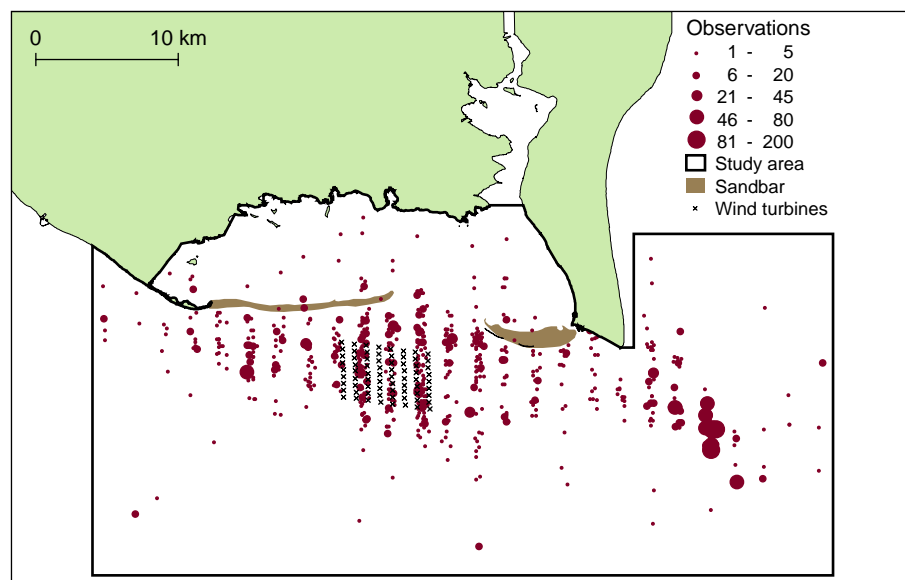 0 10 km
Observations
1 - 5
6 - 20
21 - 45
46 - 80
81 - 200
Study area
Sandbar
Wind turbines